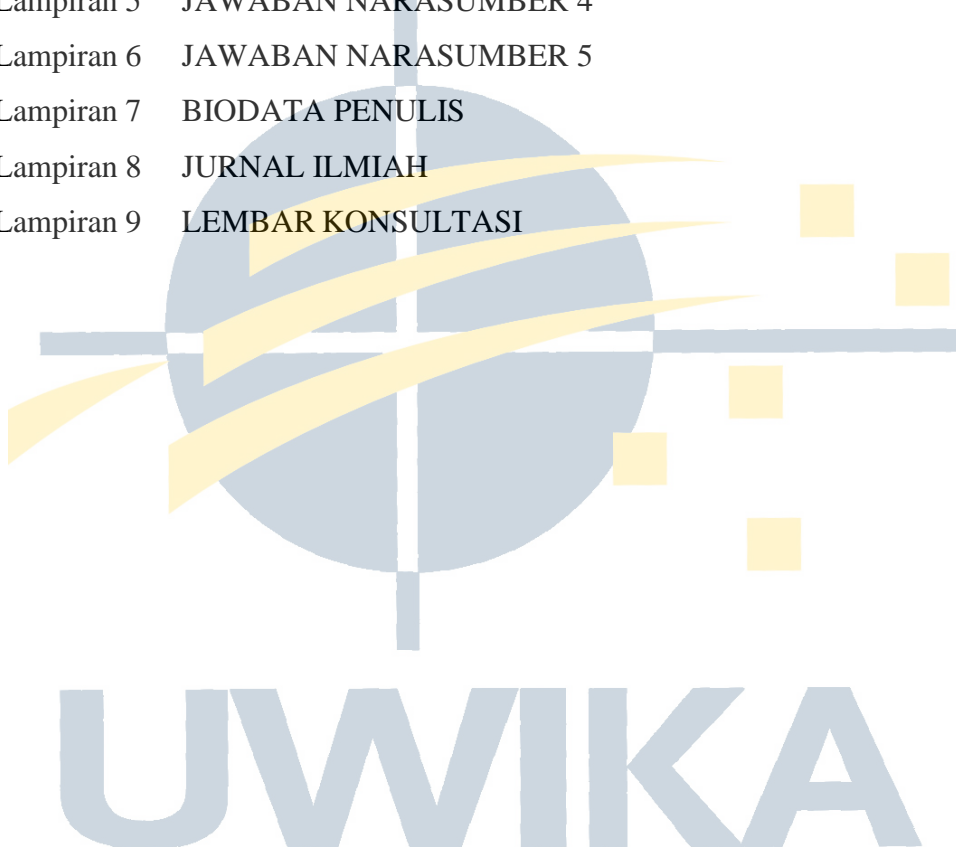 Lampiran 5 JAWABAN NARASUMBER 4
Lampiran 6 JAWABAN NARASUMBER 5
Lampiran 7 BIODATA PENULIS
Lampiran 8 JURNAL ILMIAH
Lampiran 9 LEMBAR KONSULTASI
UWIKA